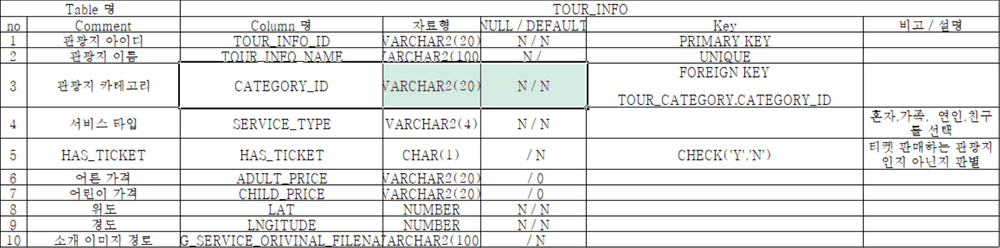 Table 명 TOUR_INFO
no Comment Column 명 자료형 NULL / DEFAULT Key 비고 / 설명
1 관광지 아이디 TOUR_INFO_ID VARCHAR2(20) N / N PRIMARY KEY
2 관광지 이름 TOUR_INFO_NAME VARCHAR2(100 N / UNIQUE
3 관광지 카테고리 CATEGORY_ID VARCHAR2(20) N / N FOREIGN KEY
TOUR_CATEGORY.CATEGORY_ID
4 서비스 타입 SERVICE_TYPE VARCHAR2(4) N / N 혼자,가족, 연인,친구
를 선택
5 HAS_TICKET HAS_TICKET CHAR(1) / N CHECK('Y','N') 티켓 판매하는 관광지
인지 아닌지 판별
6 어른 가격 ADULT_PRICE VARCHAR2(20) / 0
7 어린이 가격 CHILD_PRICE VARCHAR2(20) / 0
8 위도 LAT NUMBER N / N
9 경도 LNGITUDE NUMBER N / N
10 소개 이미지 경로 G_SERVICE_ORIVINAL_FILENA VARCHAR2(100 / N